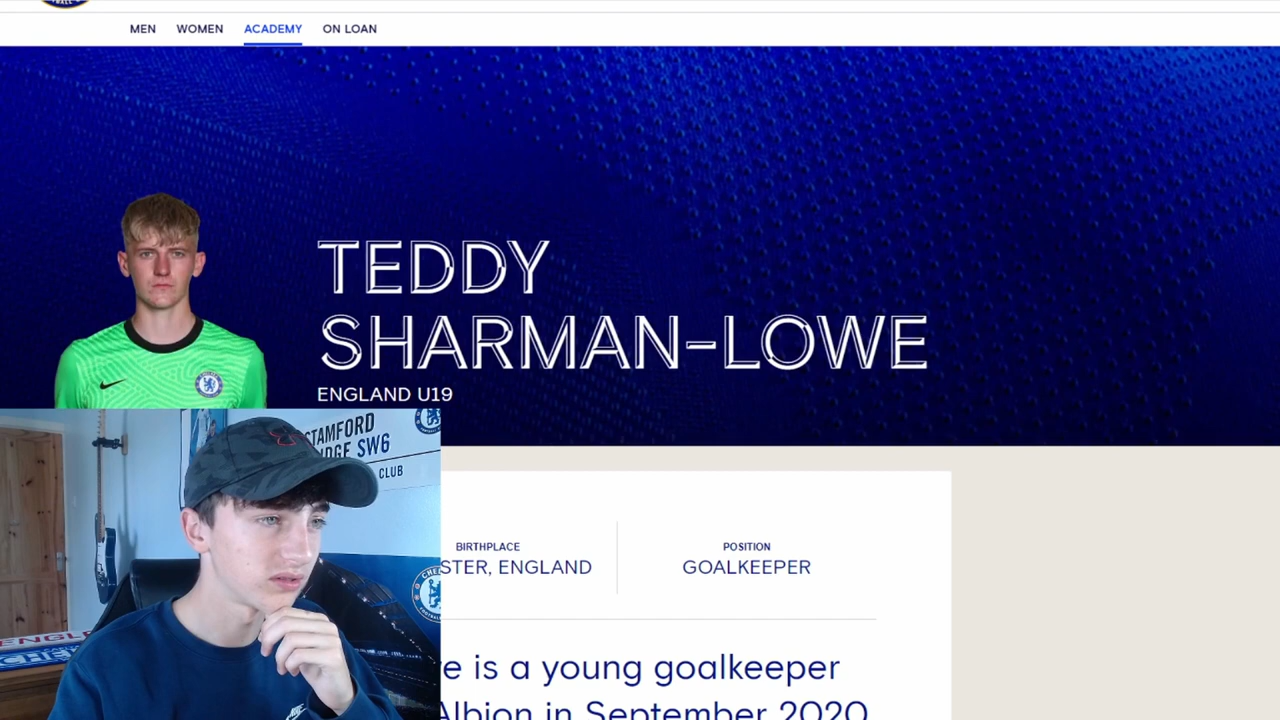 MEN WOMEN ACADEMY ON LOAN
TEDDY
SHARMAN-LOWE
ENGLAND U19
STAMFORD
SW6
CLUB
BIRTHPLACE POSITION
STER, ENGLAND GOALKEEPER
e is a young goalkeeper
Albion in September 2020